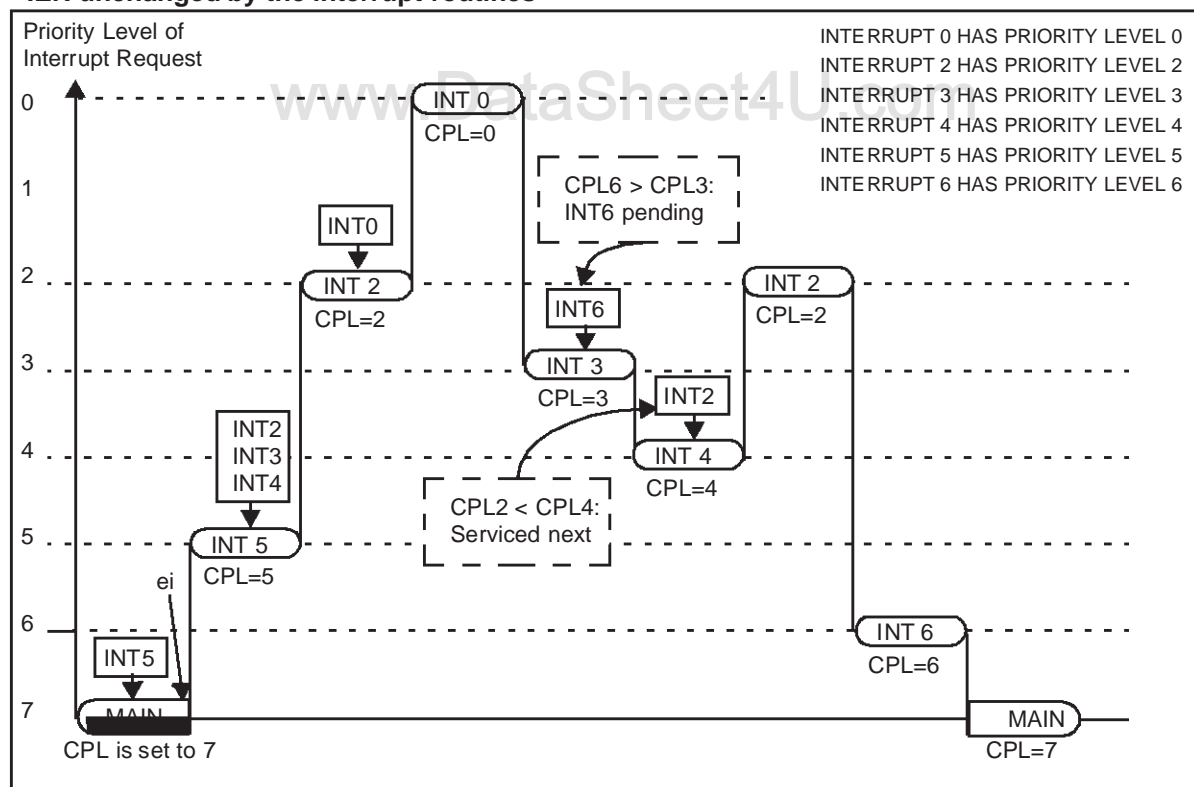 Priority Level of
Interrupt Request
INTERRUPT 0 HAS PRIORITY LEVEL 0
INTERRUPT 2 HAS PRIORITY LEVEL 2
INTERRUPT 3 HAS PRIORITY LEVEL 3
INTERRUPT 4 HAS PRIORITY LEVEL 4
INTERRUPT 5 HAS PRIORITY LEVEL 5
INTERRUPT 6 HAS PRIORITY LEVEL 6
www.DataSheet4U.com
0
INT 0
CPL=0
1
CPL6 > CPL3:
INT6 pending
INT0
2
INT 2
CPL=2
INT6
INT 2
CPL=2
3
INT 3
CPL=3
INT2
INT2
INT3
INT4
4
INT 4
CPL=4
CPL2 < CPL4:
Serviced next
5
INT 5
CPL=5
ei
6
INT 6
CPL=6
INT5
7
MAIN
CPL is set to 7
MAIN
CPL=7